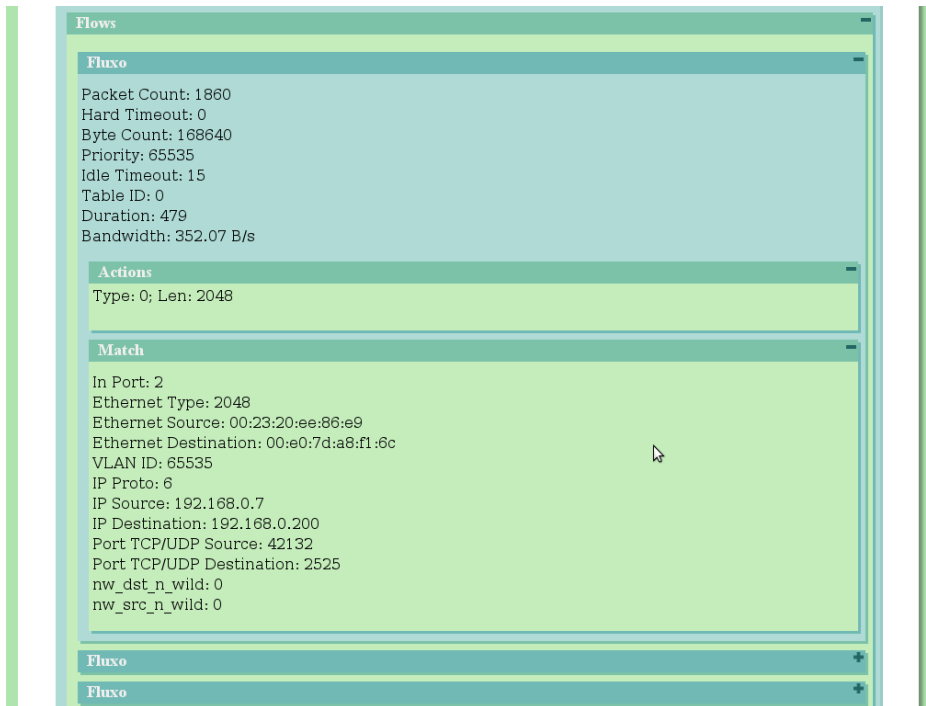 Flows
Fluxo
Packet Count: 1860
Hard Timeout: 0
Byte Count: 168640
Priority: 65535
Idle Timeout: 15
Table ID: 0
Duration: 479
Bandwidth: 352.07 B/s
Actions
Type: 0; Len: 2048
Match
In Port: 2
Ethernet Type: 2048
Ethernet Source: 00:23:20:ee:86:e9
Ethernet Destination: 00:e0:7d:a8:f1:6c
VLAN ID: 65535
IP Proto: 6
IP Source: 192.168.0.7
IP Destination: 192.168.0.200
Port TCP/UDP Source: 42132
Port TCP/UDP Destination: 2525
nw_dst_n_wild: 0
nw_src_n_wild: 0
Fluxo
Fluxo